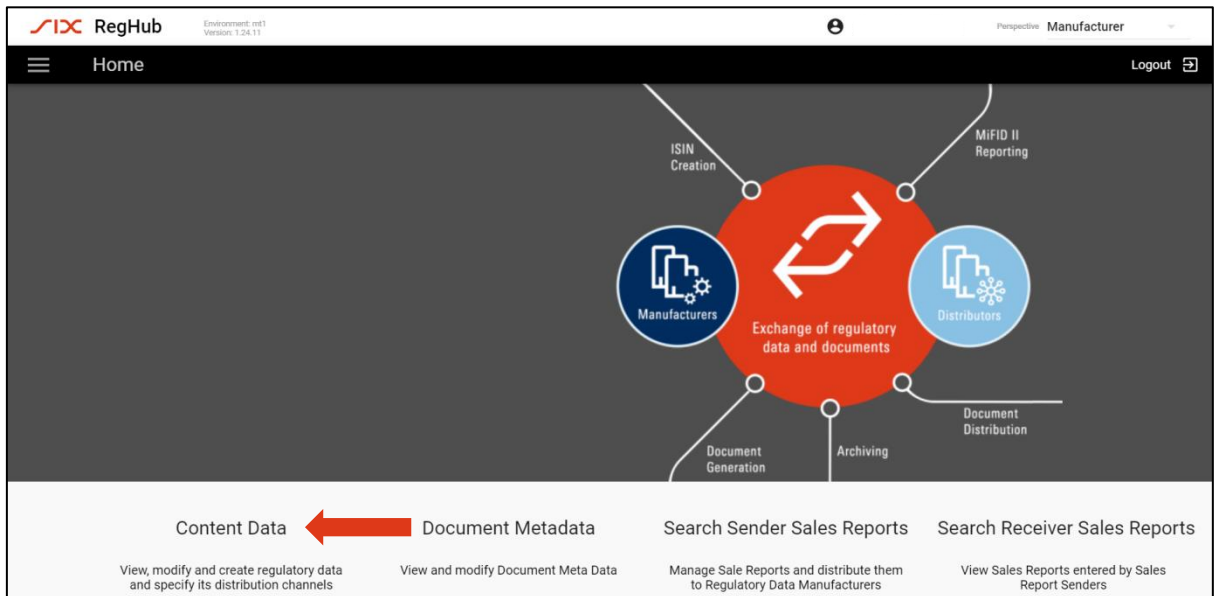 SIX RegHub
Environment: mt1
Version: 1.24.11
Perspective Manufacturer
Home
Logout
ISIN
Creation
MiFID II
Reporting
Manufacturers
Distributors
Exchange of regulatory
data and documents
Document
Distribution
Document
Generation
Archiving
Content Data
Document Metadata
Search Sender Sales Reports
Search Receiver Sales Reports
View, modify and create regulatory data
and specify its distribution channels
View and modify Document Meta Data
Manage Sale Reports and distribute them
to Regulatory Data Manufacturers
View Sales Reports entered by Sales
Report Senders